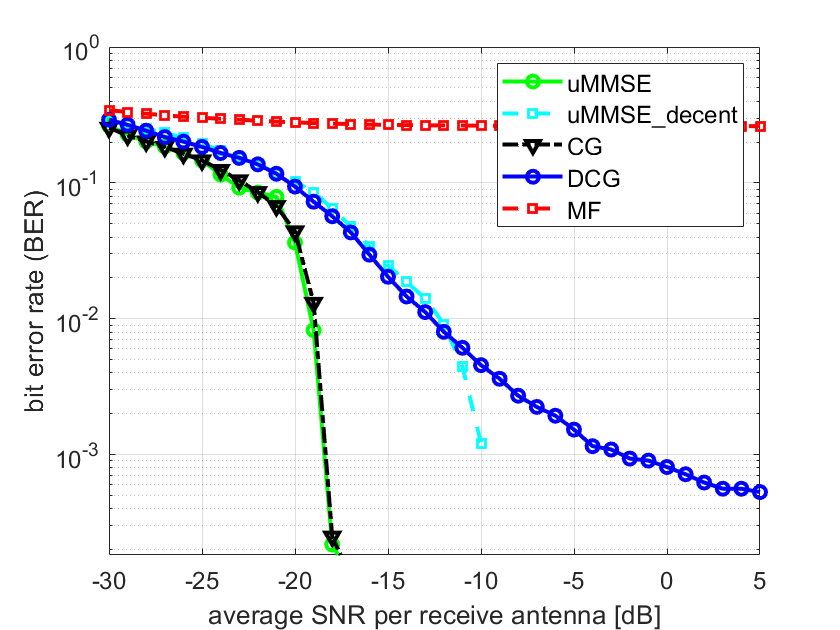 10^0
10^-1
10^-2
10^-3
bit error rate (BER)
uMMSE
uMMSE_decent
CG
DCG
MF
-30 -25 -20 -15 -10 -5 0 5
average SNR per receive antenna [dB]